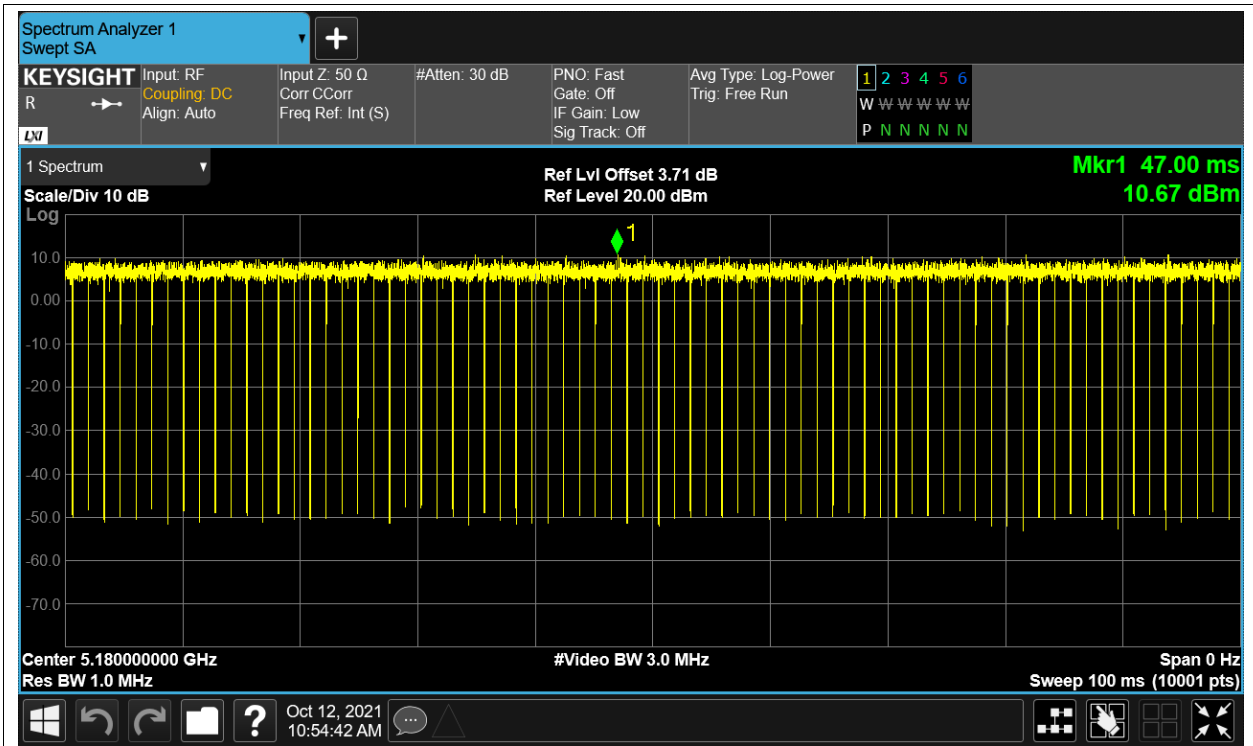 Spectrum Analyzer 1
Swept SA
+
KEYSIGHT
R
LXI
Input: RF
Coupling: DC
Align: Auto
Input Z: 50 Ω
Corr CCorr
Freq Ref: Int (S)
#Atten: 30 dB
PNO: Fast
Gate: Off
IF Gain: Low
Sig Track: Off
Avg Type: Log-Power
Trig: Free Run
1 2 3 4 5 6
W W W W W W
P N N N N N
1 Spectrum
Scale/Div 10 dB
Log
Ref Lvl Offset 3.71 dB
Ref Level 20.00 dBm
Mkr1 47.00 ms
10.67 dBm
1
10.0
0.00
-10.0
-20.0
-30.0
-40.0
-50.0
-60.0
-70.0
Center 5.180000000 GHz
Res BW 1.0 MHz
#Video BW 3.0 MHz
Span 0 Hz
Sweep 100 ms (10001 pts)
?
Oct 12, 2021
10:54:42 AM